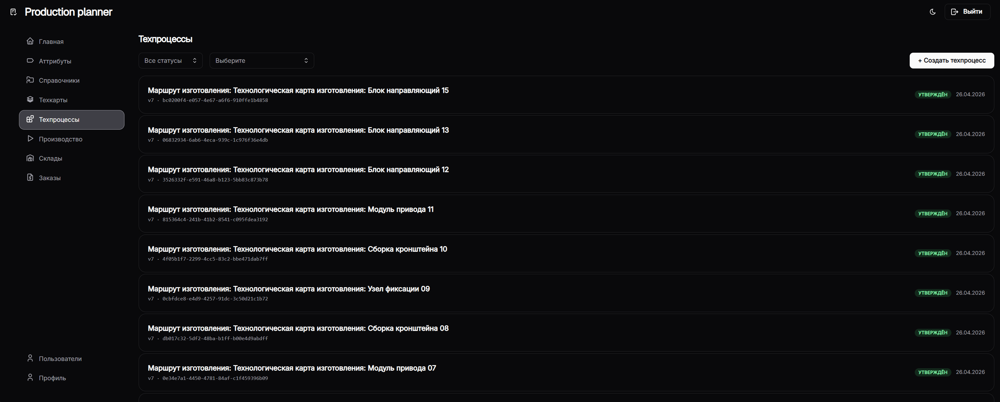 Production planner
Выйти
Главная
Аттрибуты
Справочники
Техкарты
Техпроцессы
Производство
Склады
Заказы
Пользователи
Профиль
Техпроцессы
Все статусы
Выберите
+ Создать техпроцесс
Маршрут изготовления: Технологическая карта изготовления: Блок направляющий 15
v7 · bc0200f4-e057-4e67-a6f6-910ffe1b4858
УТВЕРЖДЁН 26.04.2026
Маршрут изготовления: Технологическая карта изготовления: Блок направляющий 13
v7 · 06832934-6ab6-4eca-939c-1c976f36e4db
УТВЕРЖДЁН 26.04.2026
Маршрут изготовления: Технологическая карта изготовления: Блок направляющий 12
v7 · 3526332f-e591-46a8-b123-5bb83c873b78
УТВЕРЖДЁН 26.04.2026
Маршрут изготовления: Технологическая карта изготовления: Модуль привода 11
v7 · 815364c4-241b-41b2-8541-c095fdea3192
УТВЕРЖДЁН 26.04.2026
Маршрут изготовления: Технологическая карта изготовления: Сборка кронштейна 10
v7 · 4f05b1f7-2299-4cc5-83c2-bbe471dab7ff
УТВЕРЖДЁН 26.04.2026
Маршрут изготовления: Технологическая карта изготовления: Узел фиксации 09
v7 · 0cbfdce8-e4d9-4257-91dc-3c50d21c1b72
УТВЕРЖДЁН 26.04.2026
Маршрут изготовления: Технологическая карта изготовления: Сборка кронштейна 08
v7 · db017c32-5df2-48ba-b1ff-b00e4d9abdff
УТВЕРЖДЁН 26.04.2026
Маршрут изготовления: Технологическая карта изготовления: Модуль привода 07
v7 · 0e34e7a1-4450-4781-84af-c1f459396b09
УТВЕРЖДЁН 26.04.2026